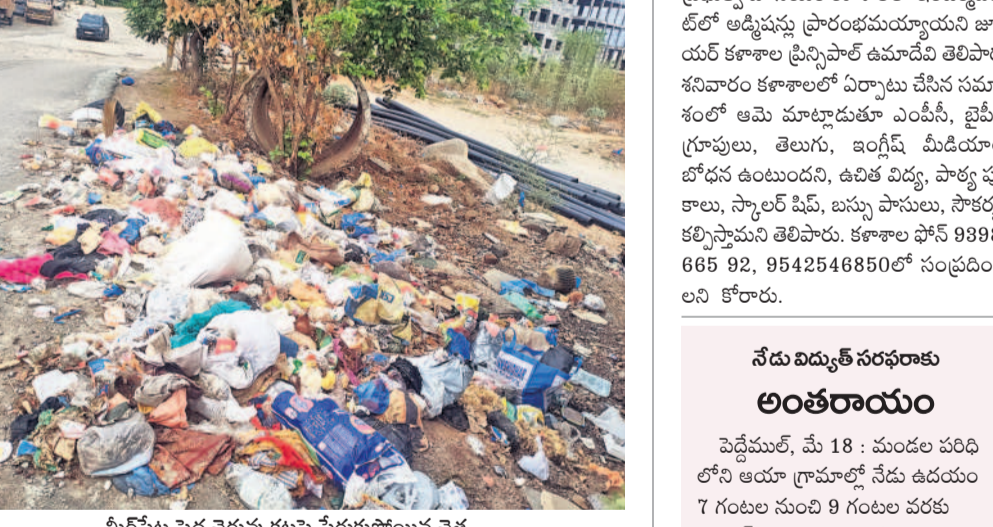 ట్‌లో అడ్మిషన్లు ప్రారంభమయ్యాయని జూ
యర్ కళాశాల ప్రిన్సిపాల్ ఉమాదేవి తెలిపార
శనివారం కళాశాలలో ఏర్పాటు చేసిన సమా
శంలో ఆమె మాట్లాడుతూ ఎంపీసీ, బైపీ
గ్రూపులు, తెలుగు, ఇంగ్లీష్ మీడియం
బోధన ఉంటుందని, ఉచిత విద్య, పాఠ్య పు
కాలు, స్కాలర్ షిప్, బస్సు పాసులు, సౌకర్య
కల్పిస్తామని తెలిపారు. కళాశాల ఫోన్ 9398
665 92, 9542546850లో సంప్రదిం
లని కోరారు.
నేడు విద్యుత్ సరఫరాకు
అంతరాయం
పెద్దేముల్, మే 18 : మండల పరిధి
లోని ఆయా గ్రామాల్లో నేడు ఉదయం
7 గంటల నుంచి 9 గంటల వరకు